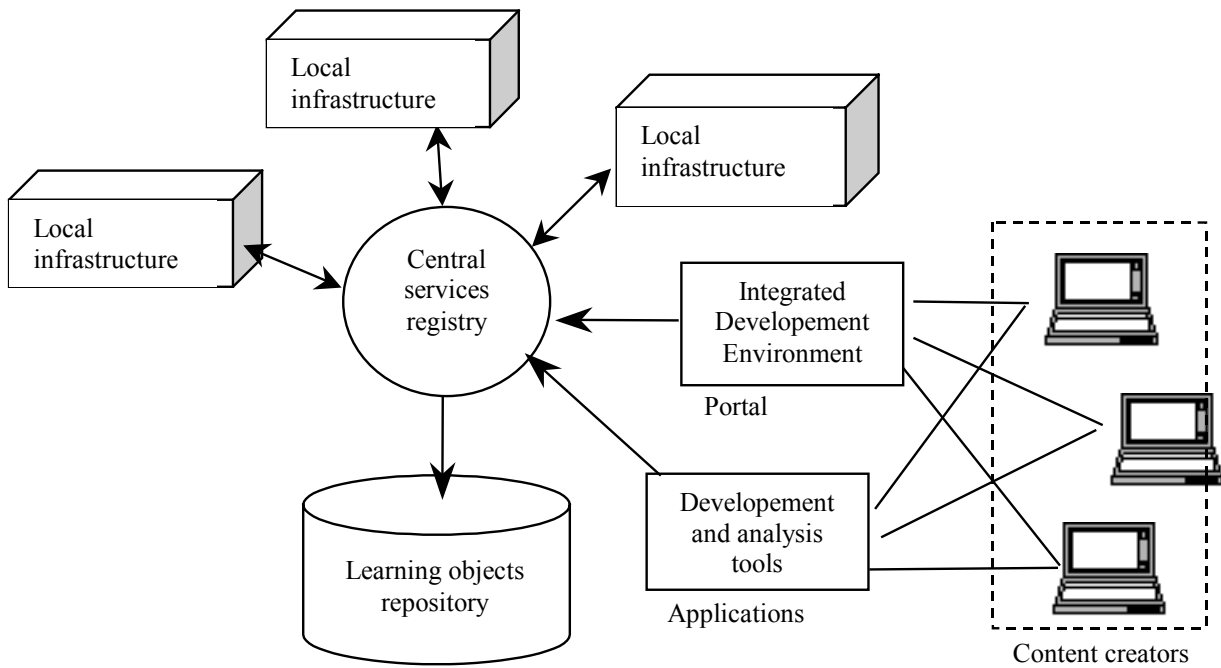 Local
infrastructure
Local
infrastructure
Local
infrastructure
Central
services
registry
Integrated
Developement
Environment
Portal
Developement
and analysis
tools
Applications
Learning objects
repository
Content creators